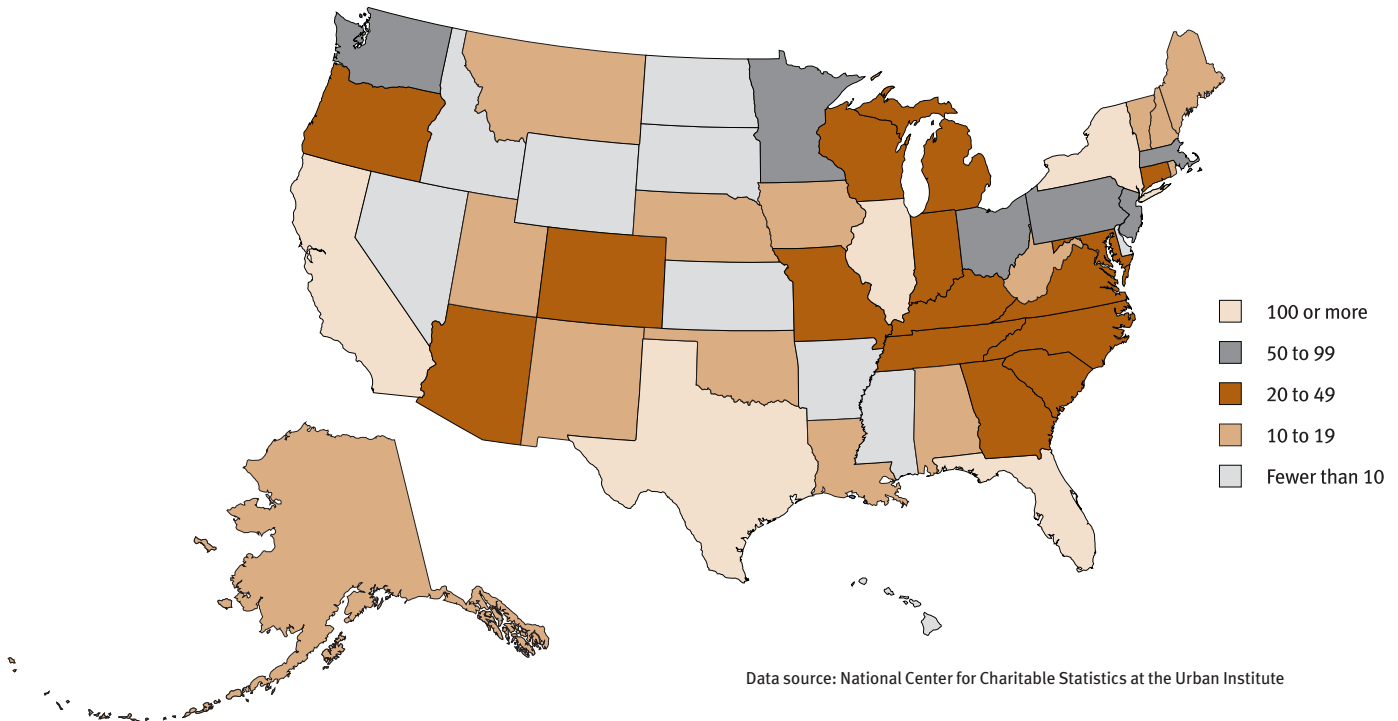 100 or more
50 to 99
20 to 49
10 to 19
Fewer than 10
Data source: National Center for Charitable Statistics at the Urban Institute